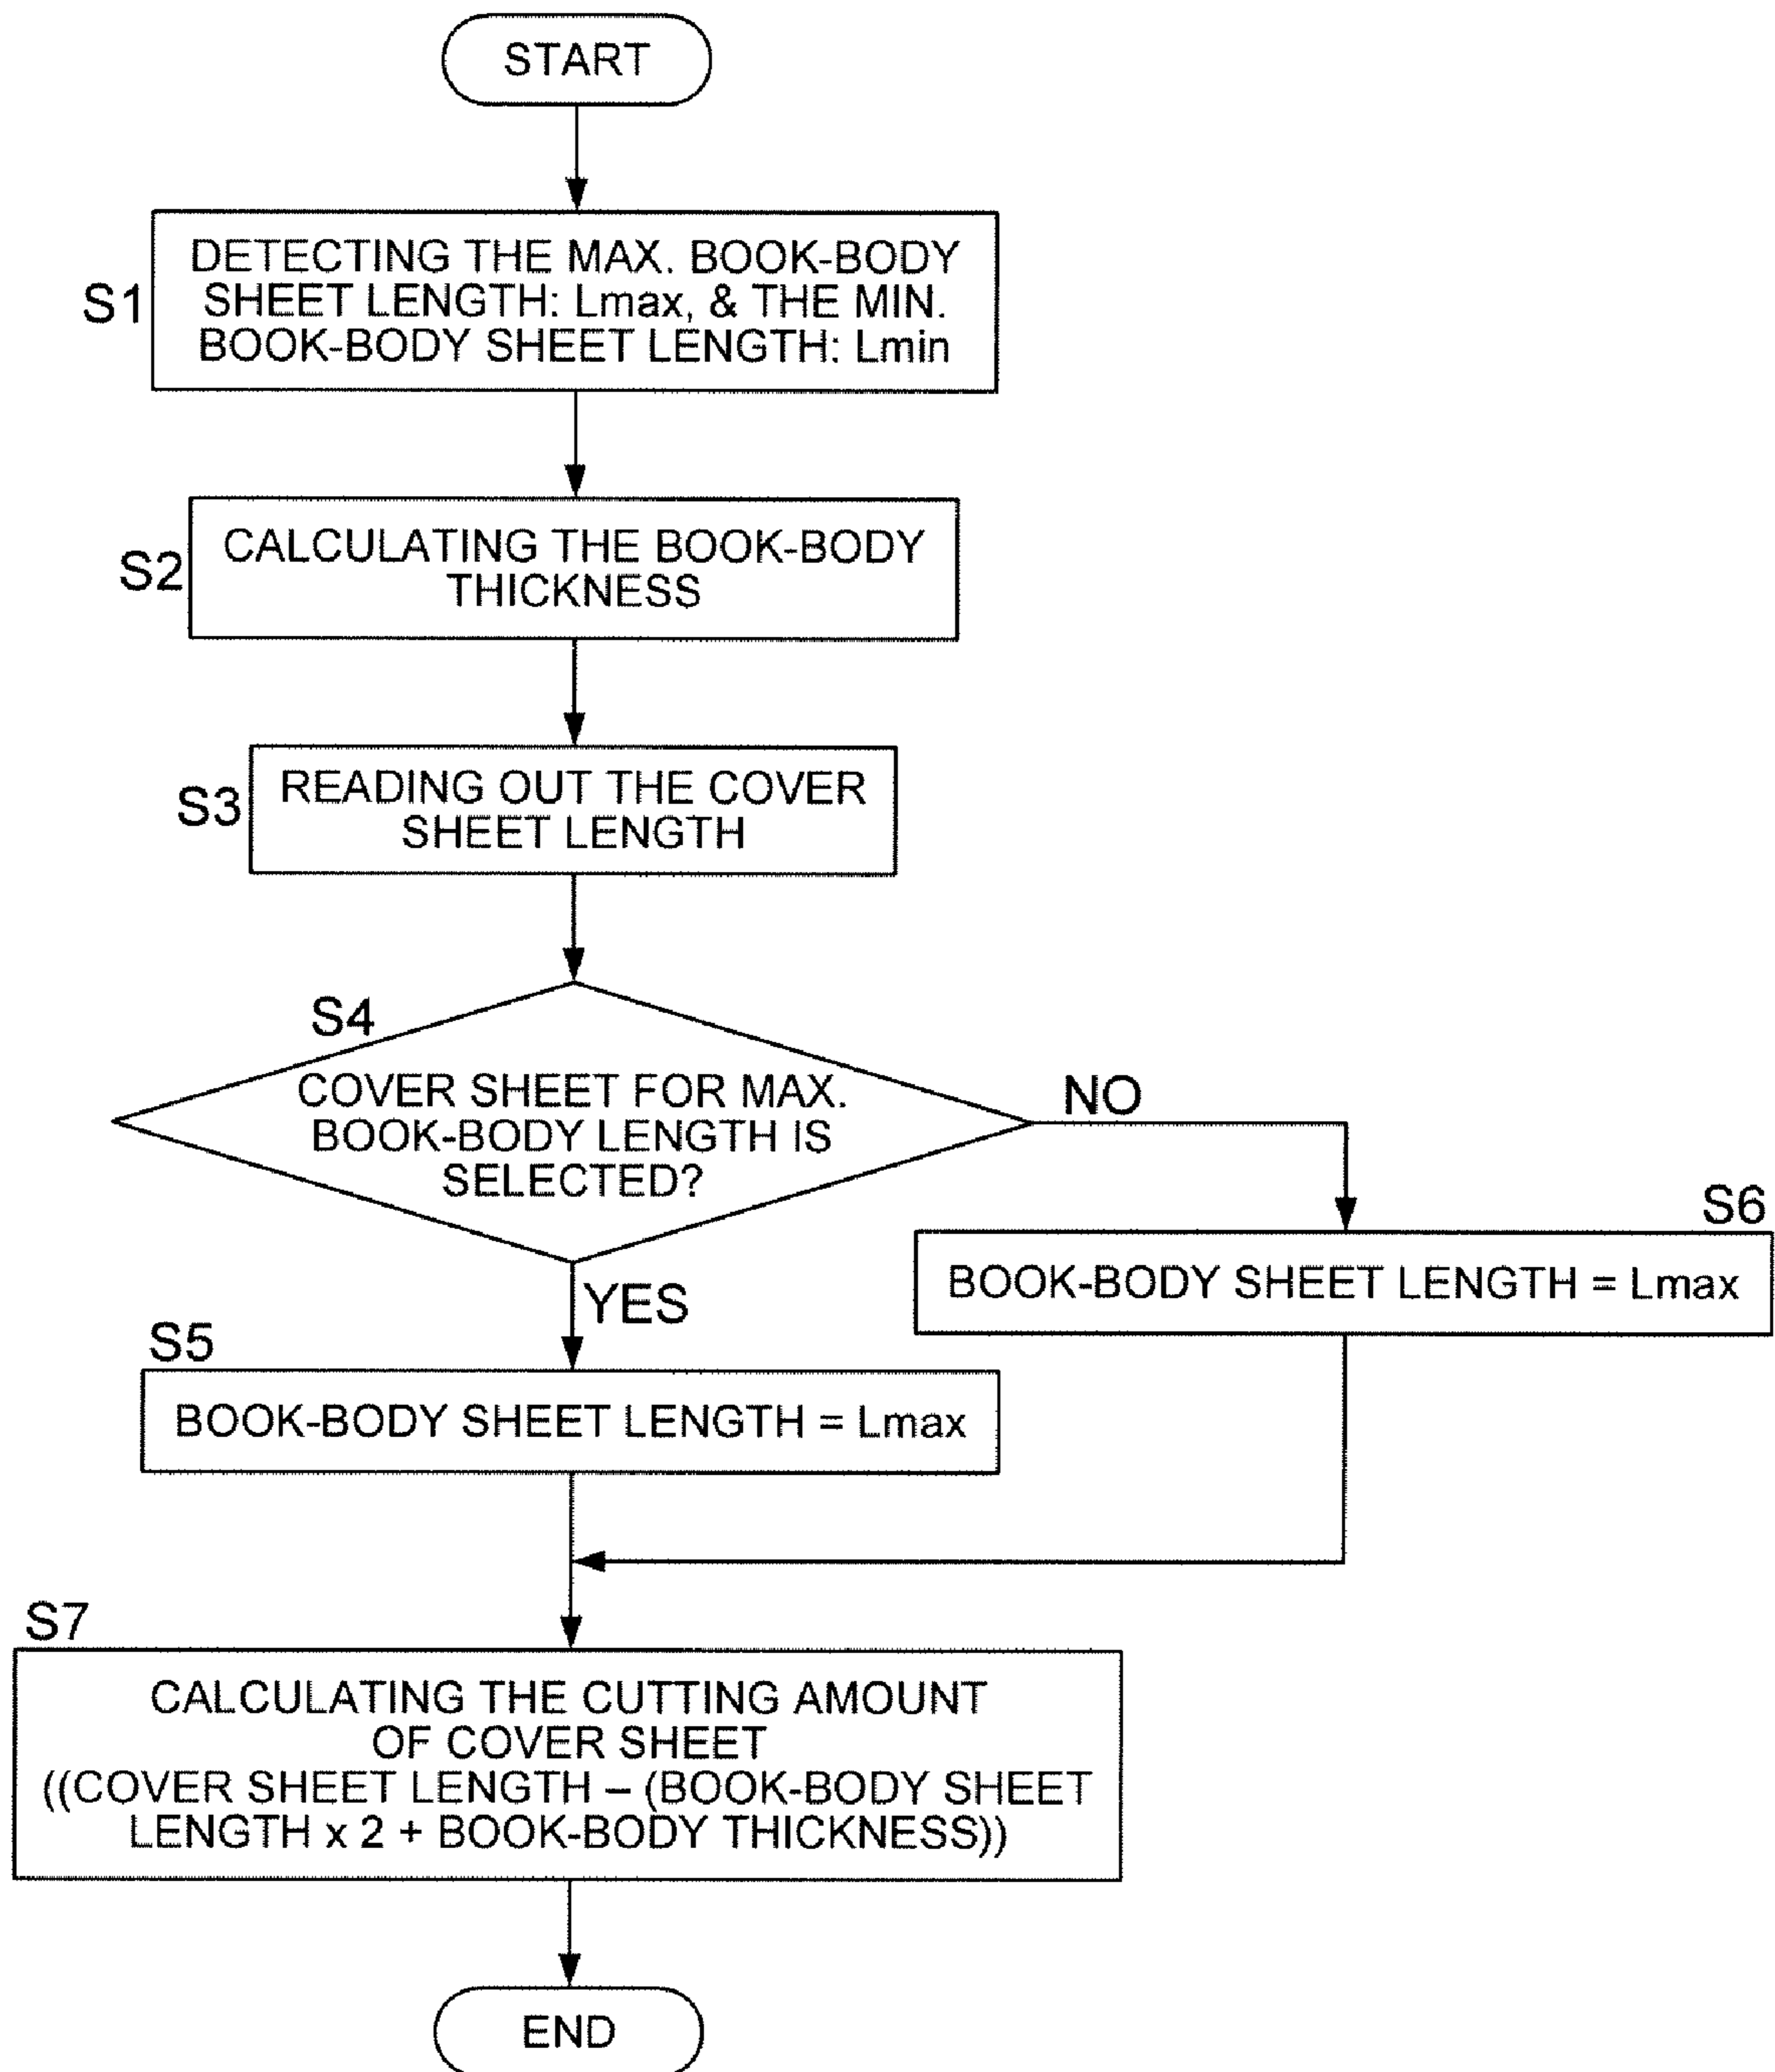 START
S1
DETECTING THE MAX. BOOK-BODY
SHEET LENGTH: Lmax, & THE MIN.
BOOK-BODY SHEET LENGTH: Lmin
S2
CALCULATING THE BOOK-BODY
THICKNESS
S3
READING OUT THE COVER
SHEET LENGTH
S4
COVER SHEET FOR MAX.
BOOK-BODY LENGTH IS
SELECTED?
NO
S6
BOOK-BODY SHEET LENGTH = Lmax
YES
S5
BOOK-BODY SHEET LENGTH = Lmax
S7
CALCULATING THE CUTTING AMOUNT
OF COVER SHEET
((COVER SHEET LENGTH – (BOOK-BODY SHEET
LENGTH x 2 + BOOK-BODY THICKNESS))
END